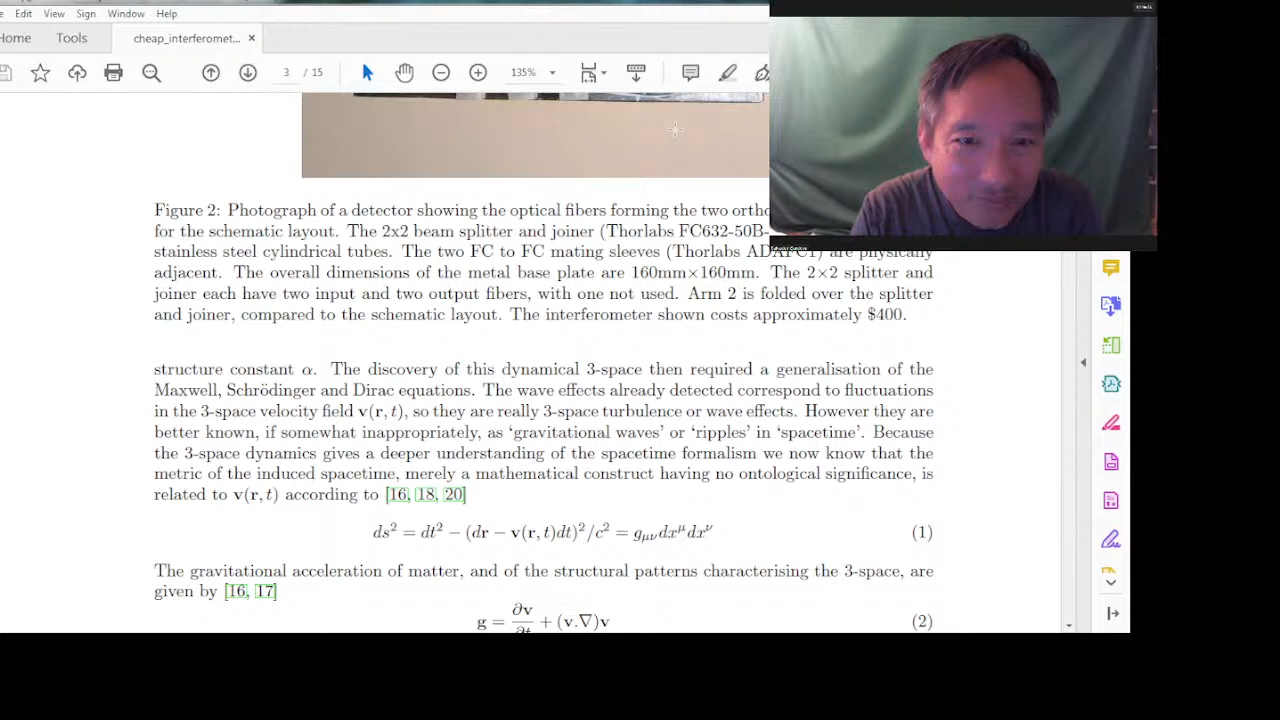 Edit View Sign Window Help
Home Tools cheap_interferomet... ×
3 / 15 135%
Figure 2: Photograph of a detector showing the optical fibers forming the two ortho
for the schematic layout. The 2x2 beam splitter and joiner (Thorlabs FC632-50B-
stainless steel cylindrical tubes. The two FC to FC mating sleeves (Thorlabs ADAFC1) are physically
adjacent. The overall dimensions of the metal base plate are 160mm×160mm. The 2×2 splitter and
joiner each have two input and two output fibers, with one not used. Arm 2 is folded over the splitter
and joiner, compared to the schematic layout. The interferometer shown costs approximately $400.
structure constant α. The discovery of this dynamical 3-space then required a generalisation of the
Maxwell, Schrödinger and Dirac equations. The wave effects already detected correspond to fluctuations
in the 3-space velocity field v(r, t), so they are really 3-space turbulence or wave effects. However they are
better known, if somewhat inappropriately, as ‘gravitational waves’ or ‘ripples’ in ‘spacetime’. Because
the 3-space dynamics gives a deeper understanding of the spacetime formalism we now know that the
metric of the induced spacetime, merely a mathematical construct having no ontological significance, is
related to v(r, t) according to [16, 18, 20]
ds² = dt² − (dr − v(r, t)dt)²/c² = gμν dxμ dxν (1)
The gravitational acceleration of matter, and of the structural patterns characterising the 3-space, are
given by [16, 17]
g = ∂v/∂t + (v.∇)v (2)